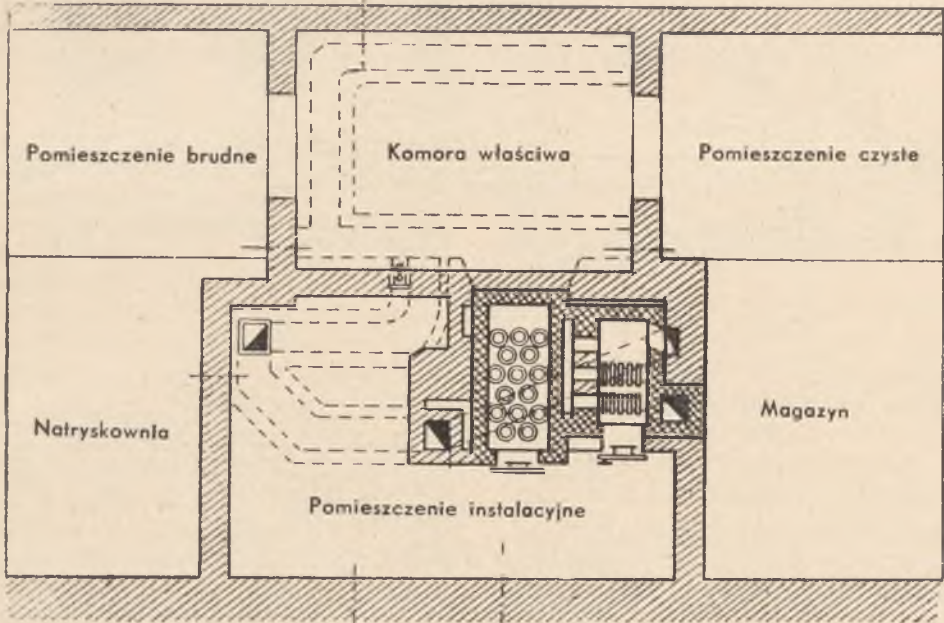 Pomieszczenie brudne
Komora właściwa
Pomieszczenie czyste
Natryskownia
Magazyn
Pomieszczenie instalacyjne